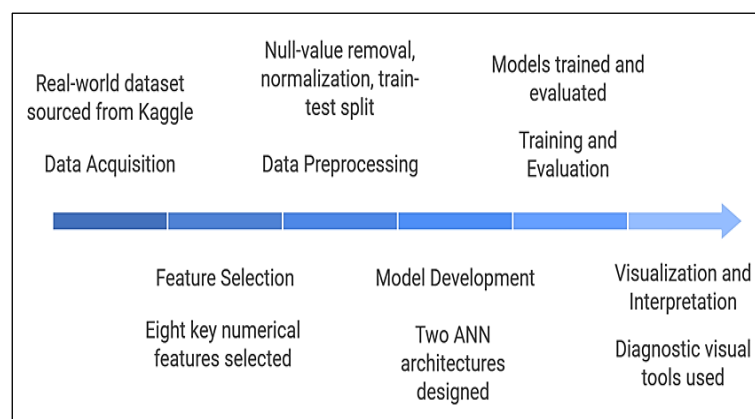 Real-world dataset
sourced from Kaggle
Data Acquisition
Null-value removal,
normalization, train-
test split
Data Preprocessing
Models trained and
evaluated
Training and
Evaluation
Feature Selection
Eight key numerical
features selected
Model Development
Two ANN
architectures
designed
Visualization and
Interpretation
Diagnostic visual
tools used